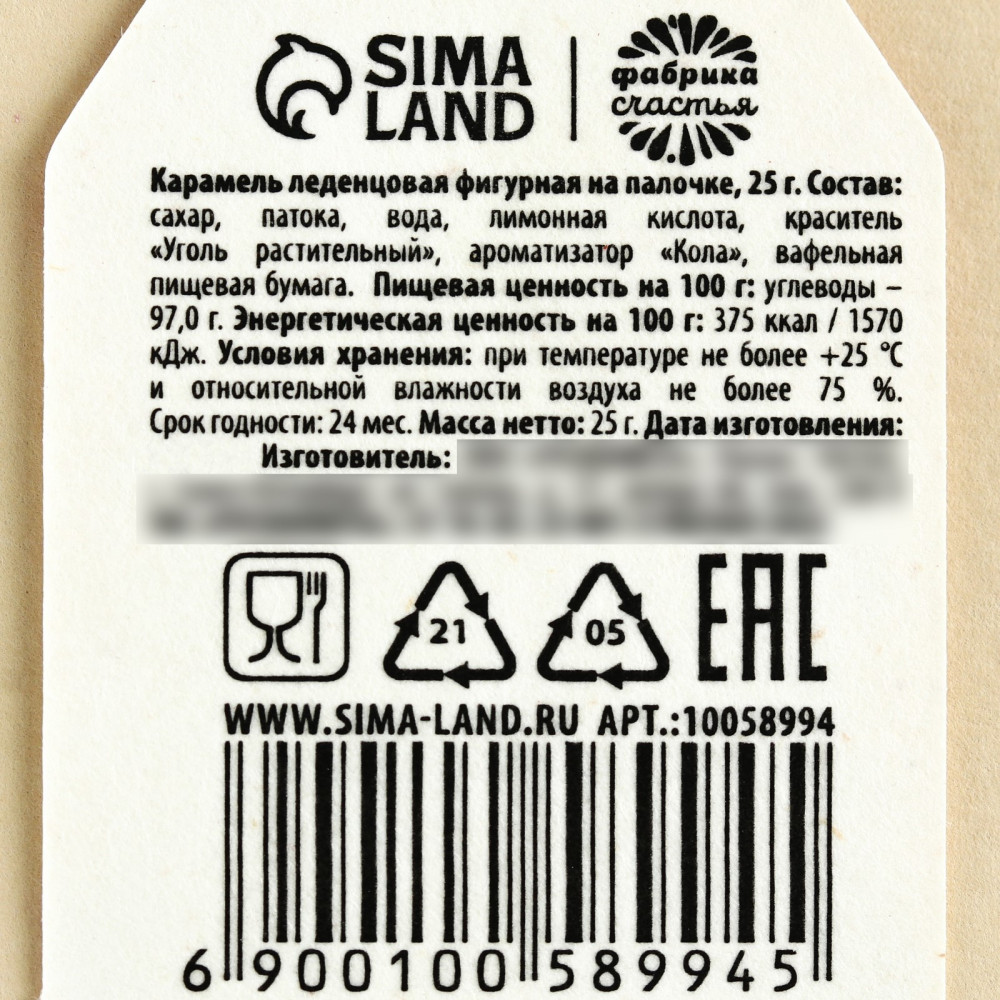 SIMA
LAND
фабрика
счастья
Карамель леденцовая фигурная на палочке, 25 г. Состав:
сахар, патока, вода, лимонная кислота, краситель
«Уголь растительный», ароматизатор «Кола», вафельная
пищевая бумага. Пищевая ценность на 100 г: углеводы –
97,0 г. Энергетическая ценность на 100 г: 375 ккал / 1570
кДж. Условия хранения: при температуре не более +25 °C
и относительной влажности воздуха не более 75 %.
Срок годности: 24 мес. Масса нетто: 25 г. Дата изготовления:
Изготовитель:
21
05
EAC
WWW.SIMA-LAND.RU АРТ.:10058994
6 900100 589945